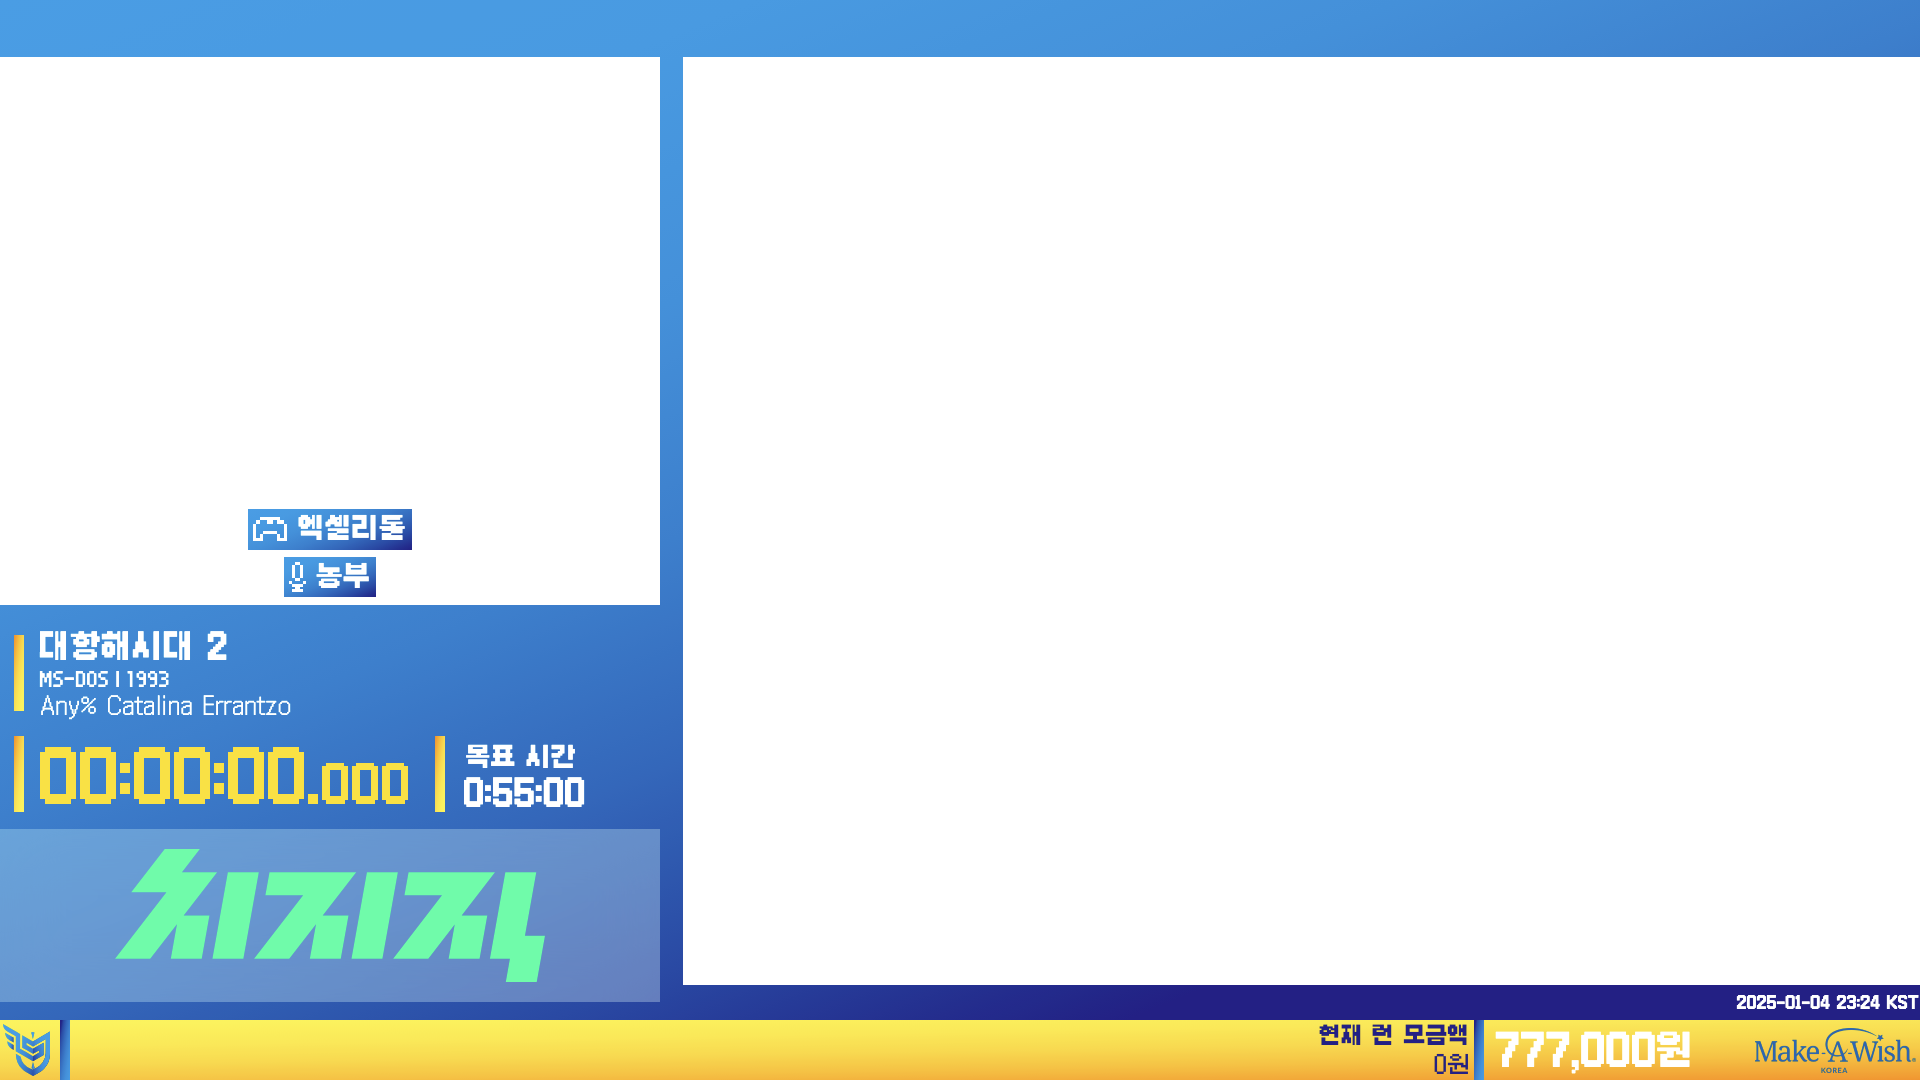 엑셀리돌
농부
대항해시대 2
MS-DOS | 1993
Any% Catalina Errantzo
00:00:00.000
목표 시간
0:55:00
치지직
2025-01-04 23:24 KST
현재 런 모금액
0원
777,000원
Make-A-Wish.
KOREA